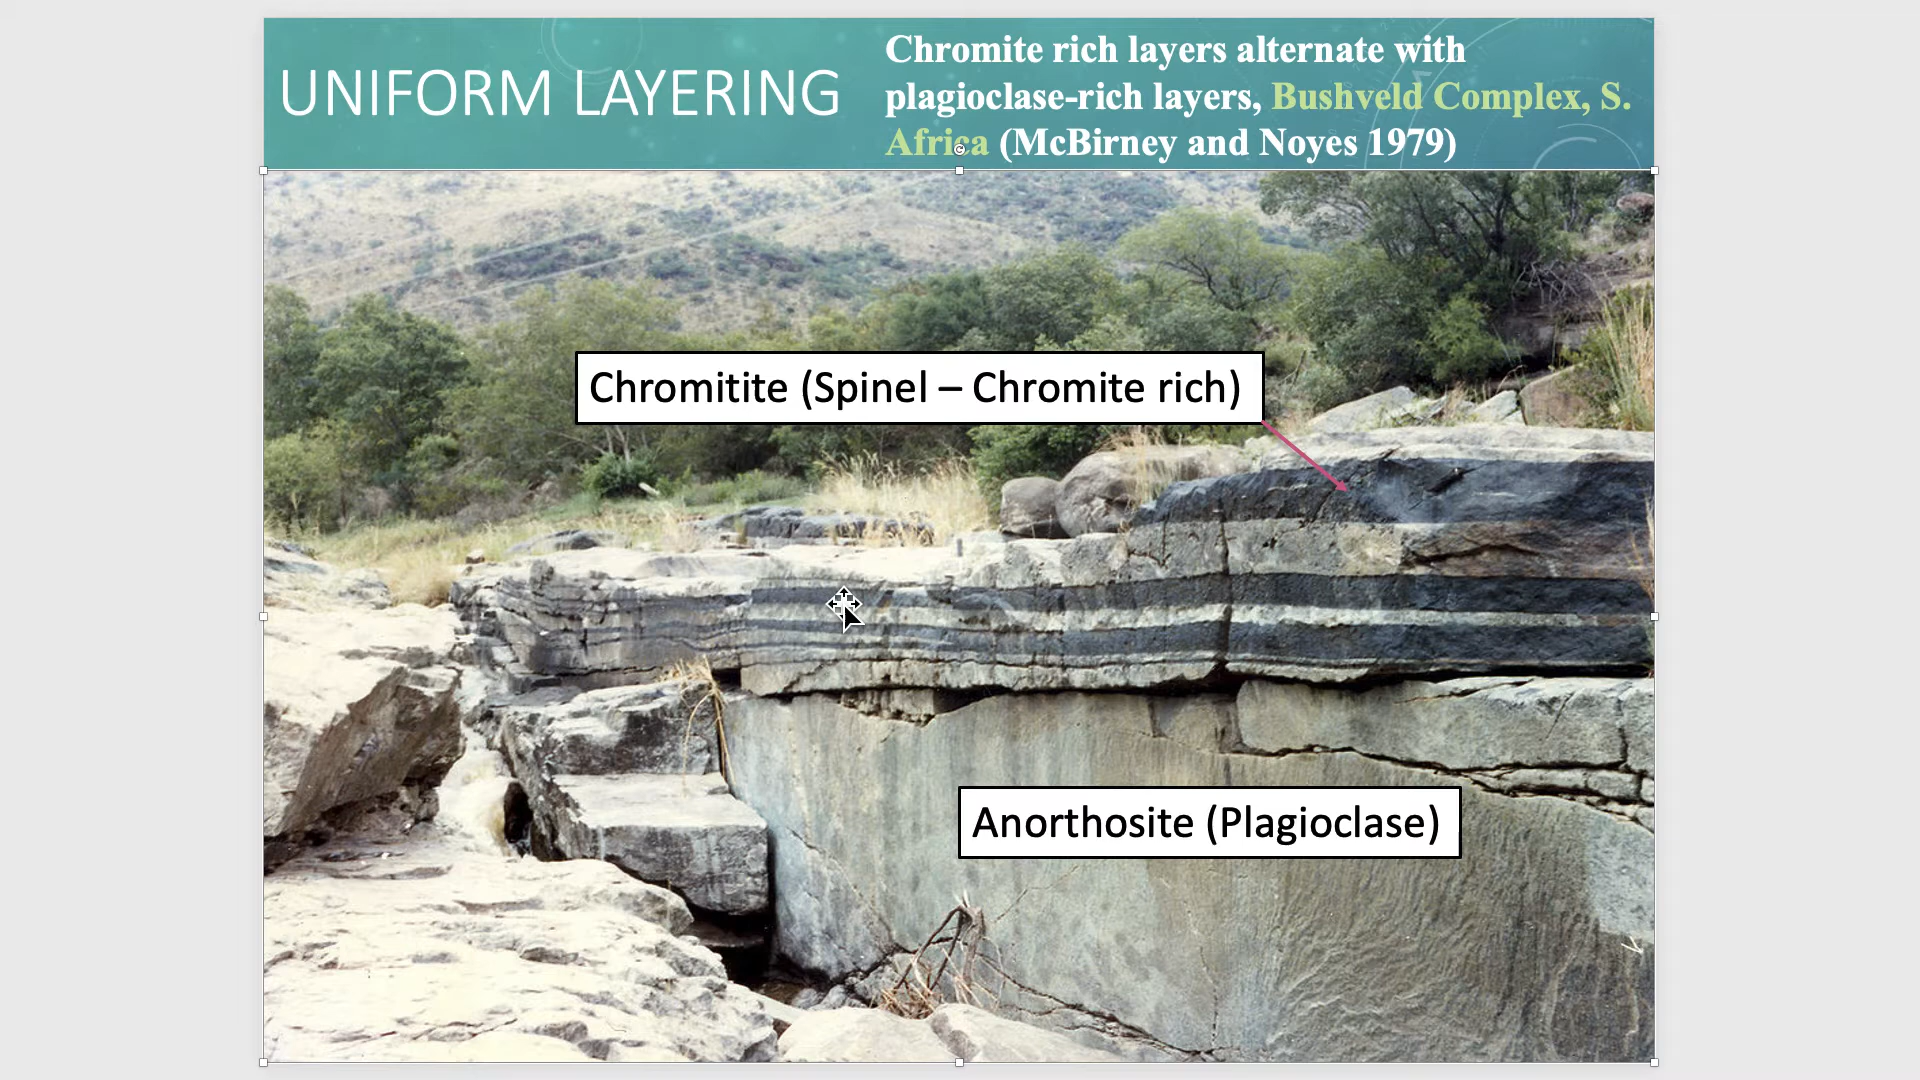 UNIFORM LAYERING
Chromite rich layers alternate with
plagioclase-rich layers, Bushveld Complex, S.
Africa (McBirney and Noyes 1979)
Chromitite (Spinel – Chromite rich)
Anorthosite (Plagioclase)